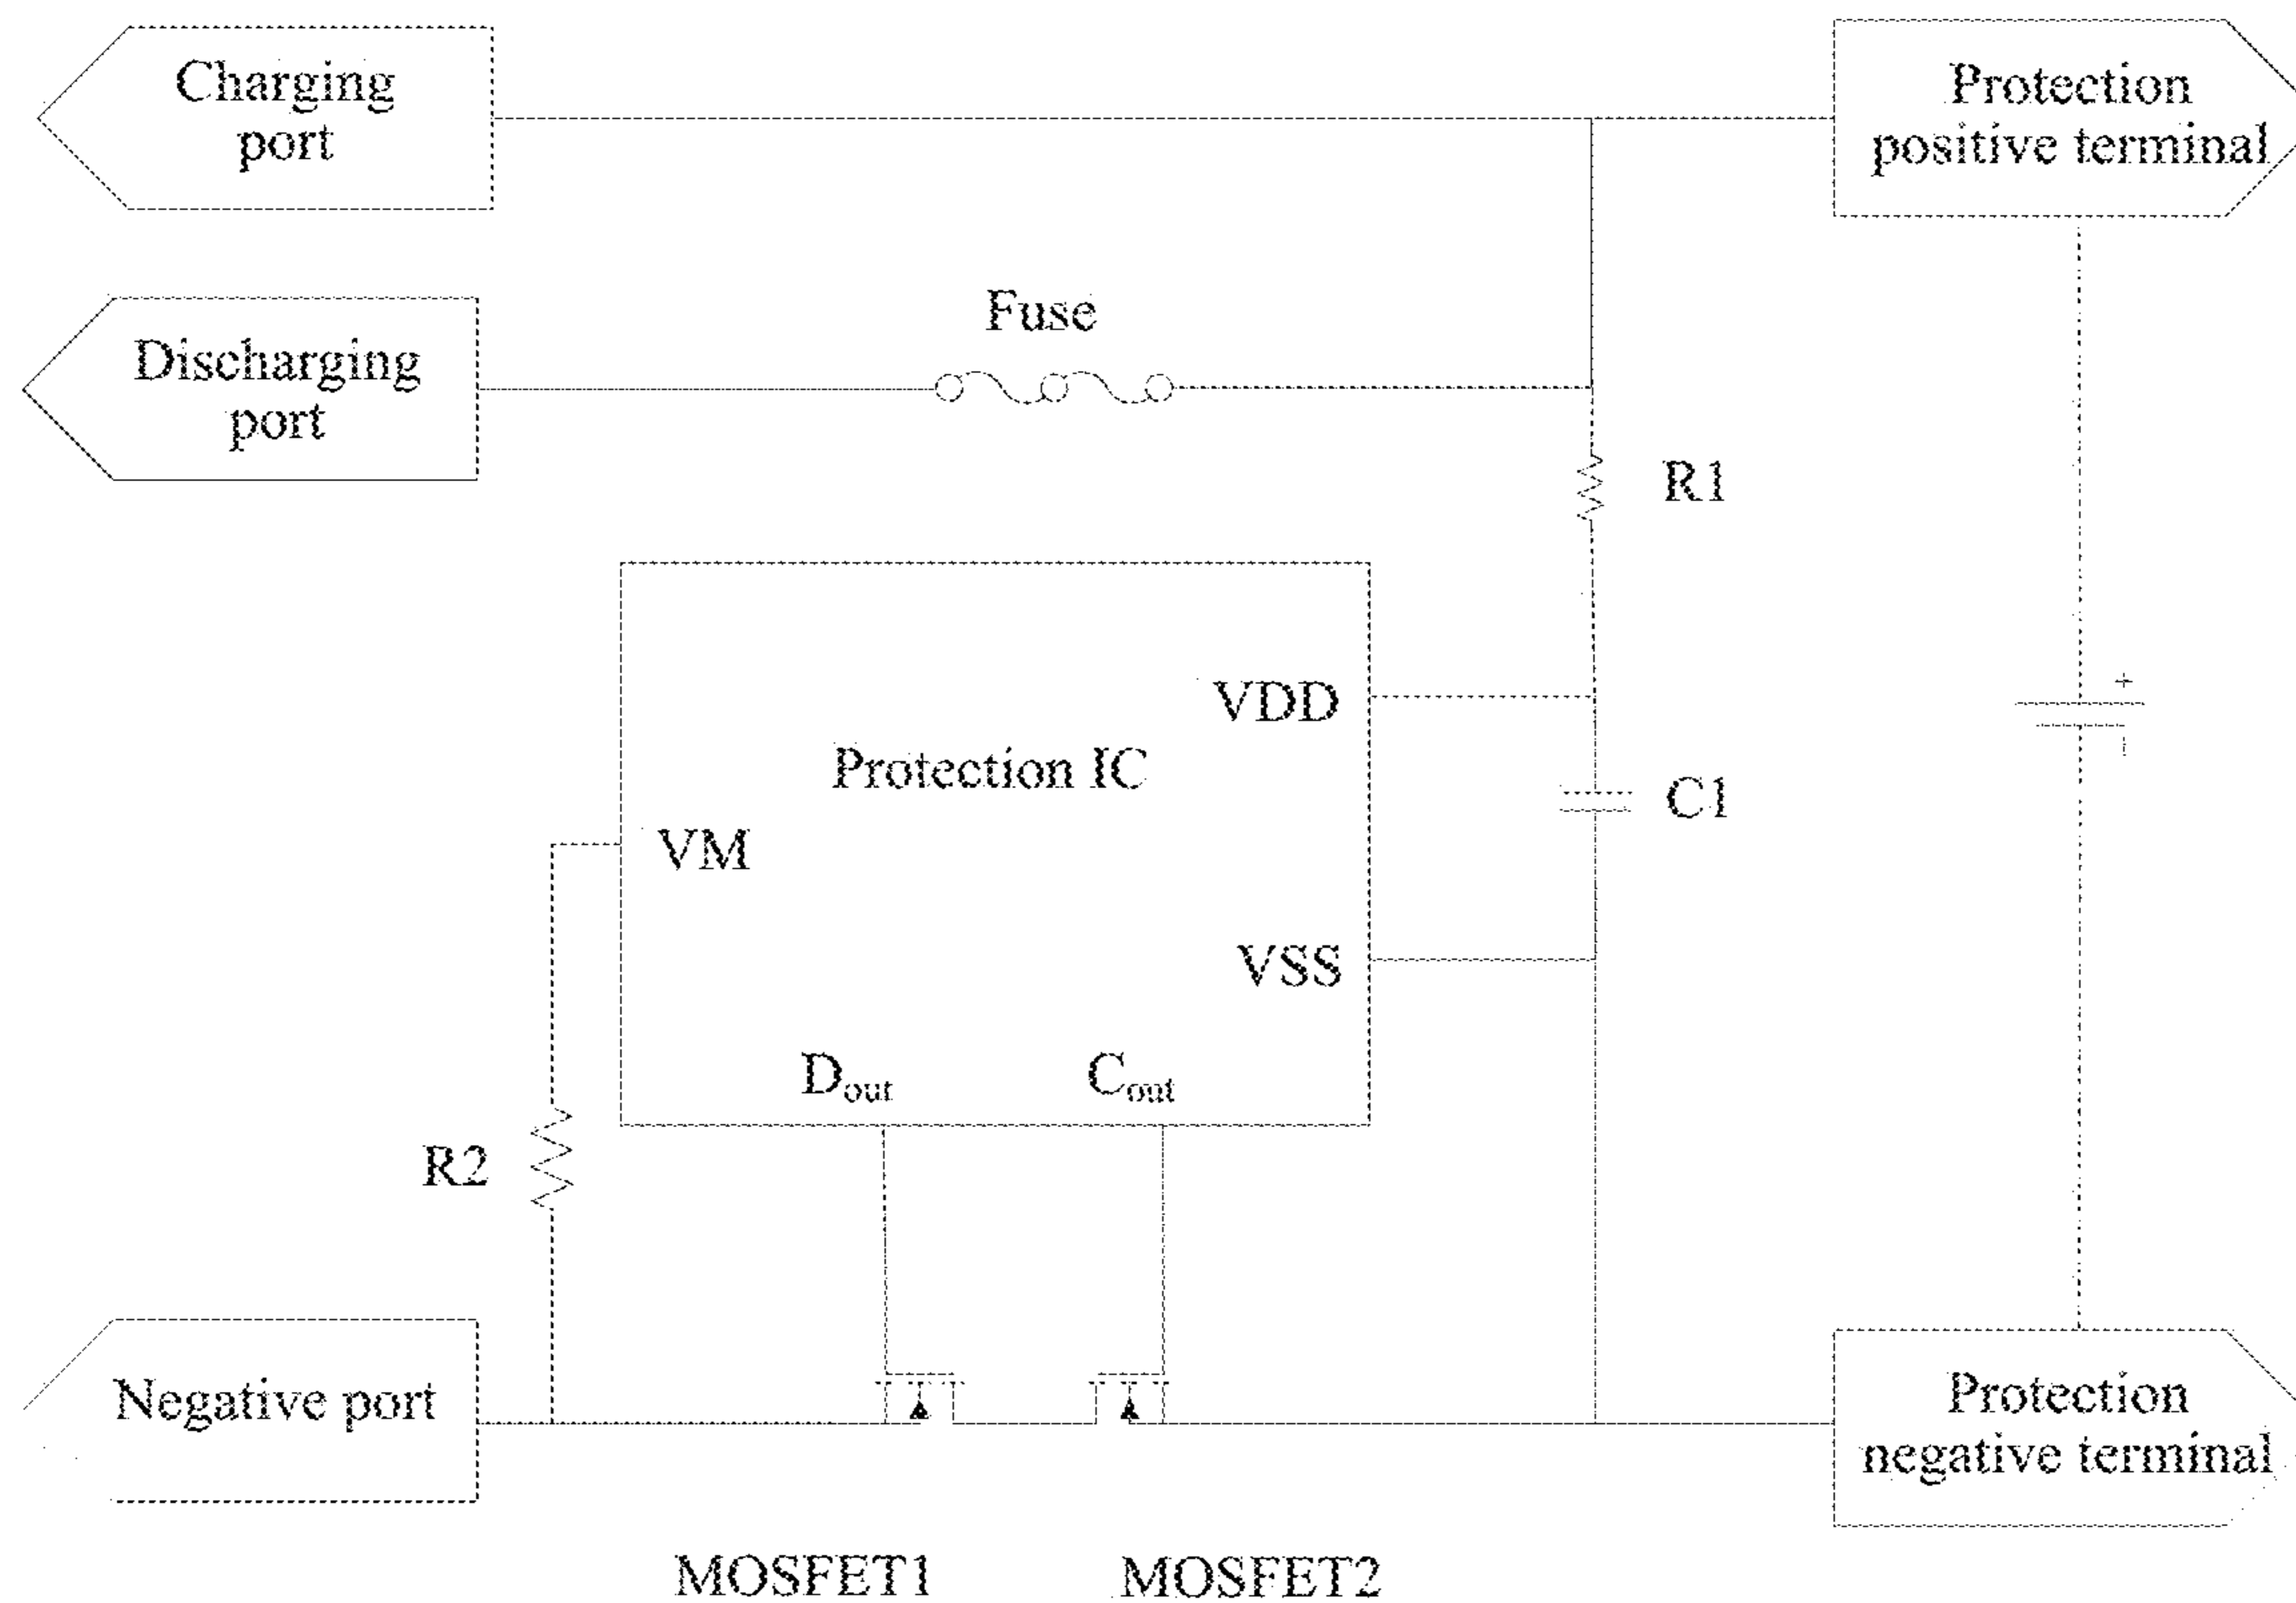 Charging
port
Protection
positive terminal
Fuse
Discharging
port
R1
VDD
Protection IC
C1
VM
VSS
Dout
Cout
R2
+
Negative port
Protection
negative terminal
MOSFET1
MOSFET2